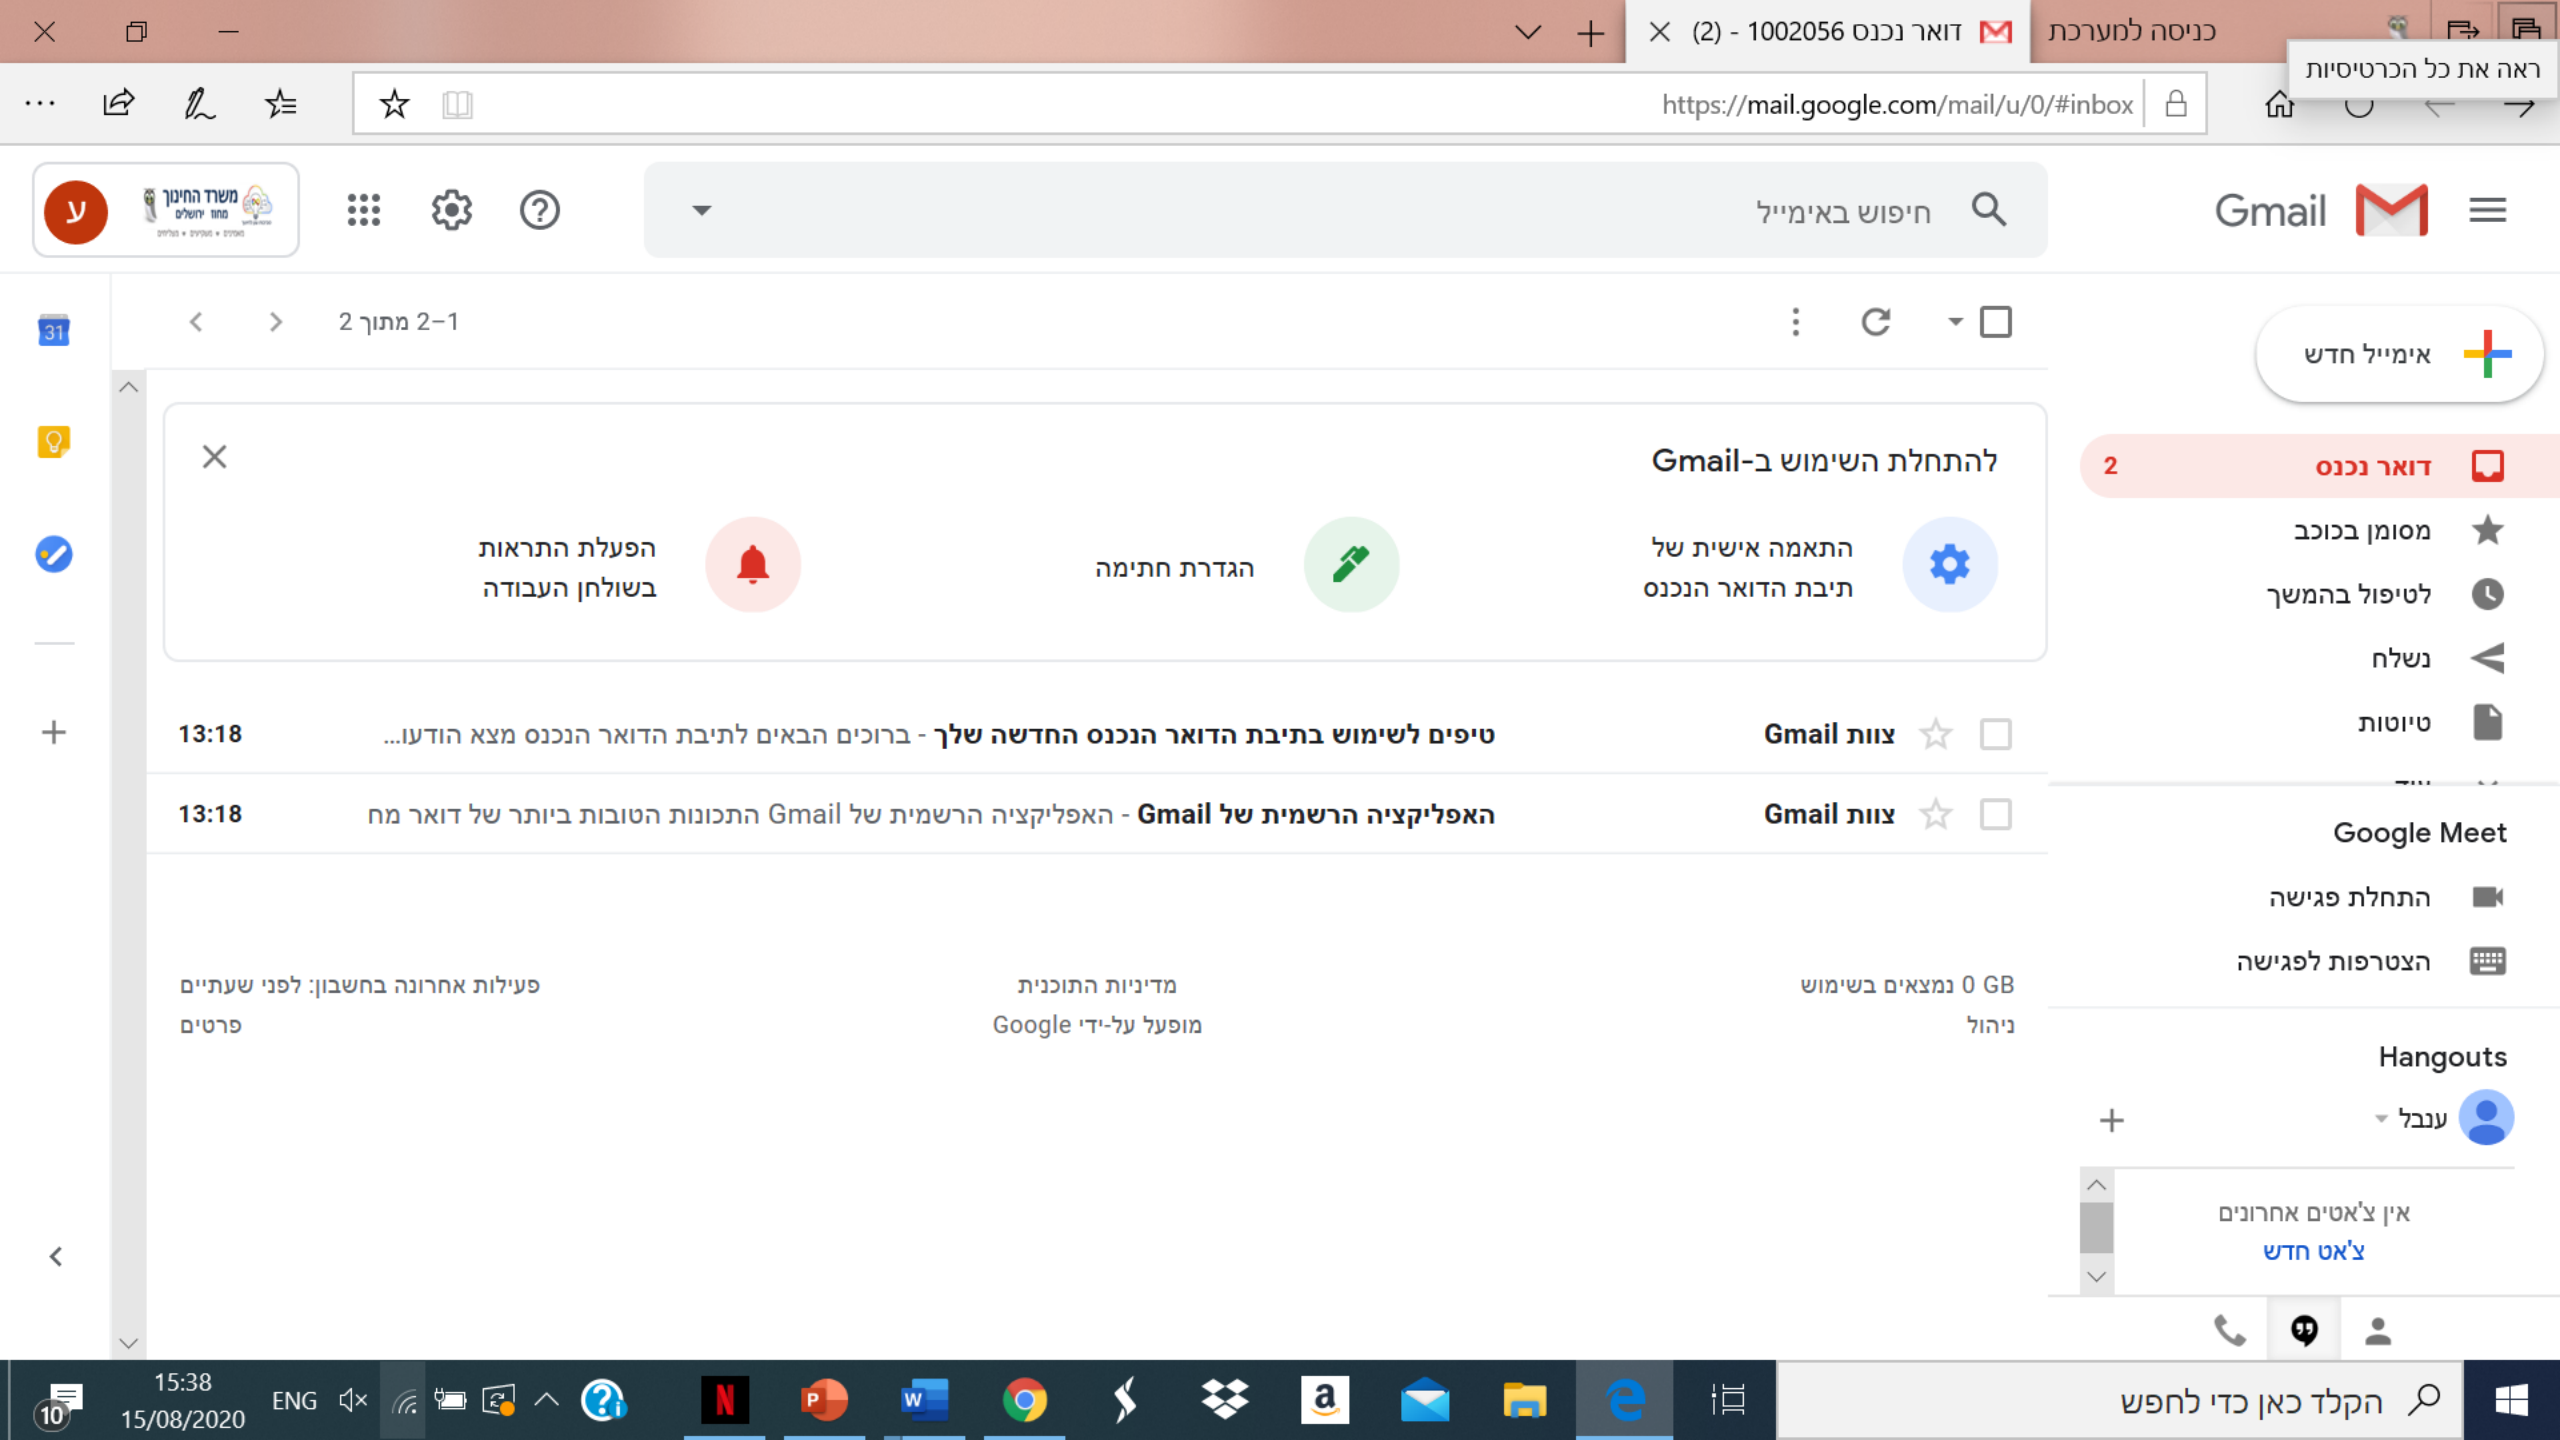 כניסה למערכת
דואר נכנס 1002056 - (2)
ראה את כל הכרטיסיות
https://mail.google.com/mail/u/0/#inbox
Gmail
חיפוש באימייל
משרד החינוך
מחוז ירושלים
ע
אימייל חדש
1–2 מתוך 2
31
דואר נכנס 2
מסומן בכוכב
לטיפול בהמשך
נשלח
טיוטות
להתחלת השימוש ב-Gmail
התאמה אישית של
תיבת הדואר הנכנס
הגדרת חתימה
הפעלת התראות
בשולחן העבודה
צוות Gmail טיפים לשימוש בתיבת הדואר הנכנס החדשה שלך - ברוכים הבאים לתיבת הדואר הנכנס מצא הודעו... 13:18
צוות Gmail האפליקציה הרשמית של Gmail - האפליקציה הרשמית של Gmail התכונות הטובות ביותר של דואר מח 13:18
Google Meet
התחלת פגישה
הצטרפות לפגישה
0 GB נמצאים בשימוש
ניהול
מדיניות התוכנית
מופעל על-ידי Google
פעילות אחרונה בחשבון: לפני שעתיים
פרטים
Hangouts
ענבל
אין צ'אטים אחרונים
צ'אט חדש
הקלד כאן כדי לחפש
ENG
15:38
15/08/2020
10